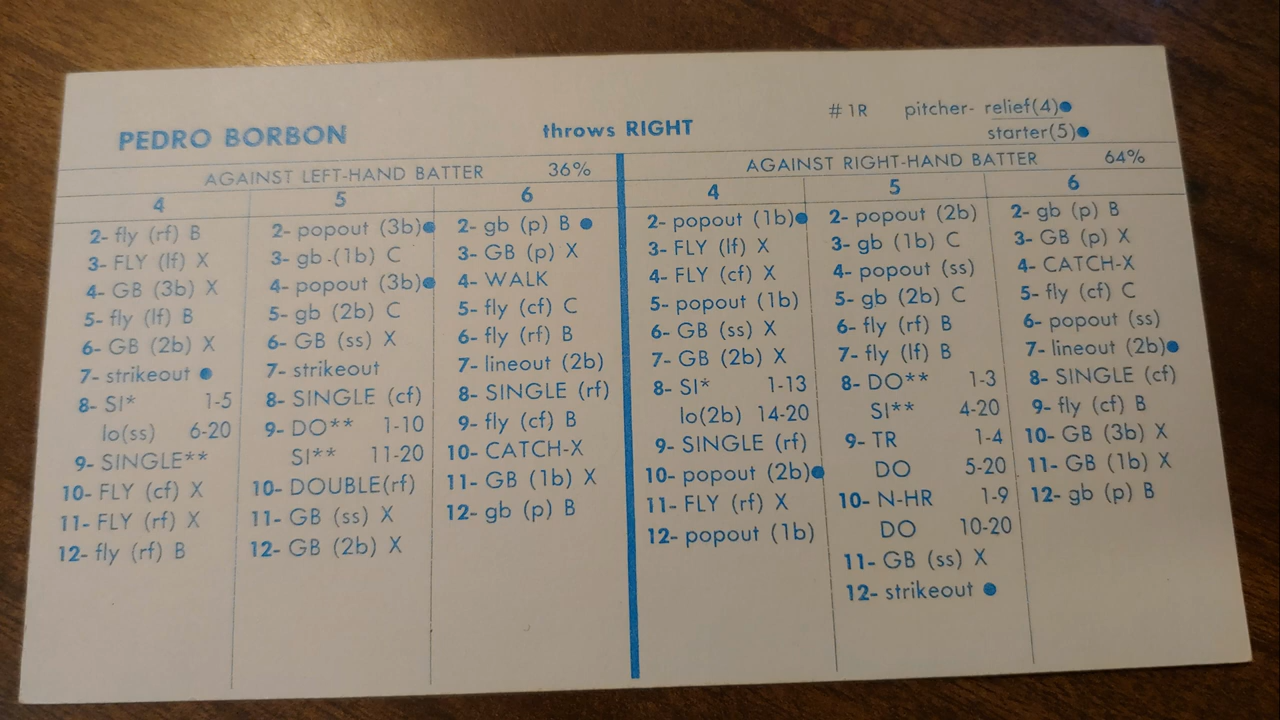 PEDRO BORBON
throws RIGHT
#1R pitcher- relief(4)●
starter(5)●
AGAINST LEFT-HAND BATTER 36%
4
2- fly (rf) B
3- FLY (lf) X
4- GB (3b) X
5- fly (lf) B
6- GB (2b) X
7- strikeout ●
8- SI* 1-5
lo(ss) 6-20
9- SINGLE**
10- FLY (cf) X
11- FLY (rf) X
12- fly (rf) B
5
2- popout (3b)●
3- gb (1b) C
4- popout (3b)●
5- gb (2b) C
6- GB (ss) X
7- strikeout
8- SINGLE (cf)
9- DO** 1-10
SI** 11-20
10- DOUBLE(rf)
11- GB (ss) X
12- GB (2b) X
6
2- gb (p) B ●
3- GB (p) X
4- WALK
5- fly (cf) C
6- fly (rf) B
7- lineout (2b)
8- SINGLE (rf)
9- fly (cf) B
10- CATCH-X
11- GB (1b) X
12- gb (p) B
AGAINST RIGHT-HAND BATTER 64%
4
2- popout (1b)●
3- FLY (lf) X
4- FLY (cf) X
5- popout (1b)
6- GB (ss) X
7- GB (2b) X
8- SI* 1-13
lo(2b) 14-20
9- SINGLE (rf)
10- popout (2b)●
11- FLY (rf) X
12- popout (1b)
5
2- popout (2b)
3- gb (1b) C
4- popout (ss)
5- gb (2b) C
6- fly (rf) B
7- fly (lf) B
8- DO** 1-3
SI** 4-20
9- TR 1-4
DO 5-20
10- N-HR 1-9
DO 10-20
11- GB (ss) X
12- strikeout ●
6
2- gb (p) B
3- GB (p) X
4- CATCH-X
5- fly (cf) C
6- popout (ss)
7- lineout (2b)●
8- SINGLE (cf)
9- fly (cf) B
10- GB (3b) X
11- GB (1b) X
12- gb (p) B